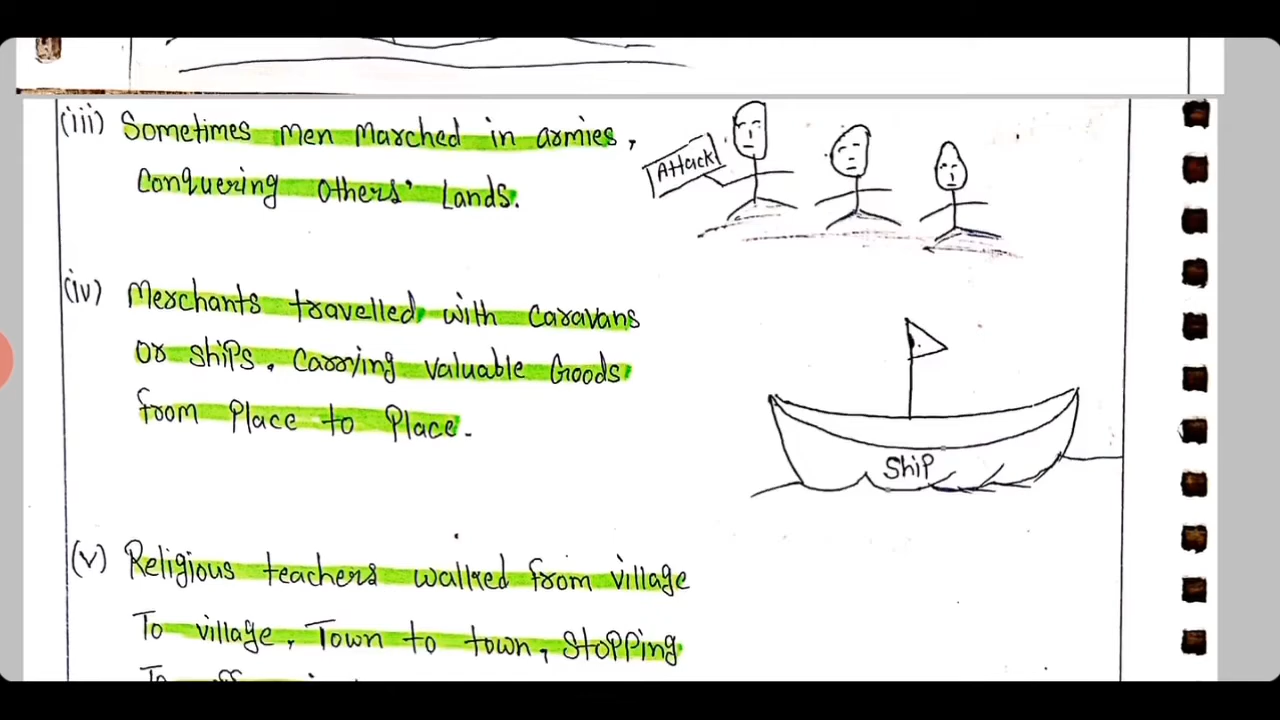 (iii) Sometimes men Marched in armies,
Attack!
Conquering Others' Lands.
(iv) Merchants travelled with Caravans
Or Ships. Carrying Valuable Goods
from Place to Place.
Ship
(v) Religious teachers walked from village
To village, Town to town, Stopping
To